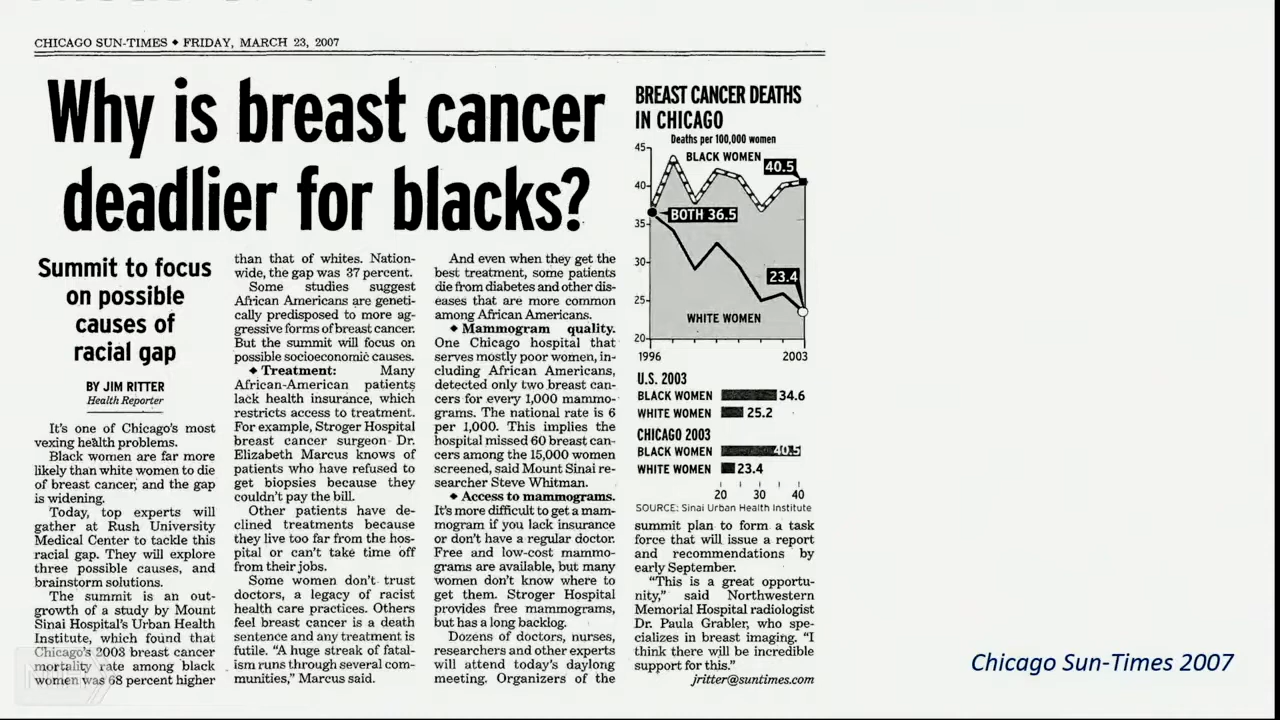 CHICAGO SUN-TIMES ◆ FRIDAY, MARCH 23, 2007
Why is breast cancer
deadlier for blacks?
Summit to focus
on possible
causes of
racial gap
BY JIM RITTER
Health Reporter
It's one of Chicago's most
vexing health problems.
Black women are far more
likely than white women to die
of breast cancer, and the gap
is widening.
Today, top experts will
gather at Rush University
Medical Center to tackle this
racial gap. They will explore
three possible causes, and
brainstorm solutions.
The summit is an out-
growth of a study by Mount
Sinai Hospital's Urban Health
Institute, which found that
Chicago's 2003 breast cancer
mortality rate among black
women was 68 percent higher
than that of whites. Nation-
wide, the gap was 37 percent.
Some studies suggest
African Americans are geneti-
cally predisposed to more ag-
gressive forms of breast cancer.
But the summit will focus on
possible socioeconomic causes.
◆ Treatment: Many
African-American patients
lack health insurance, which
restricts access to treatment.
For example, Stroger Hospital
breast cancer surgeon Dr.
Elizabeth Marcus knows of
patients who have refused to
get biopsies because they
couldn't pay the bill.
Other patients have de-
clined treatments because
they live too far from the hos-
pital or can't take time off
from their jobs.
Some women don't trust
doctors, a legacy of racist
health care practices. Others
feel breast cancer is a death
sentence and any treatment is
futile. "A huge streak of fatal-
ism runs through several com-
munities," Marcus said.
And even when they get the
best treatment, some patients
die from diabetes and other dis-
eases that are more common
among African Americans.
◆ Mammogram quality.
One Chicago hospital that
serves mostly poor women, in-
cluding African Americans,
detected only two breast can-
cers for every 1,000 mammo-
grams. The national rate is 6
per 1,000. This implies the
hospital missed 60 breast can-
cers among the 15,000 women
screened, said Mount Sinai re-
searcher Steve Whitman.
◆ Access to mammograms.
It's more difficult to get a mam-
mogram if you lack insurance
or don't have a regular doctor.
Free and low-cost mammo-
grams are available, but many
women don't know where to
get them. Stroger Hospital
provides free mammograms,
but has a long backlog.
Dozens of doctors, nurses,
researchers and other experts
will attend today's daylong
meeting. Organizers of the
BREAST CANCER DEATHS
IN CHICAGO
Deaths per 100,000 women
45
BLACK WOMEN 40.5
40
BOTH 36.5
35
30
23.4
25
WHITE WOMEN
20
1996 2003
U.S. 2003
BLACK WOMEN 34.6
WHITE WOMEN 25.2
CHICAGO 2003
BLACK WOMEN 40.5
WHITE WOMEN 23.4
20 30 40
SOURCE: Sinai Urban Health Institute
summit plan to form a task
force that will issue a report
and recommendations by
early September.
"This is a great opportu-
nity," said Northwestern
Memorial Hospital radiologist
Dr. Paula Grabler, who spe-
cializes in breast imaging. "I
think there will be incredible
support for this."
jritter@suntimes.com
Chicago Sun-Times 2007